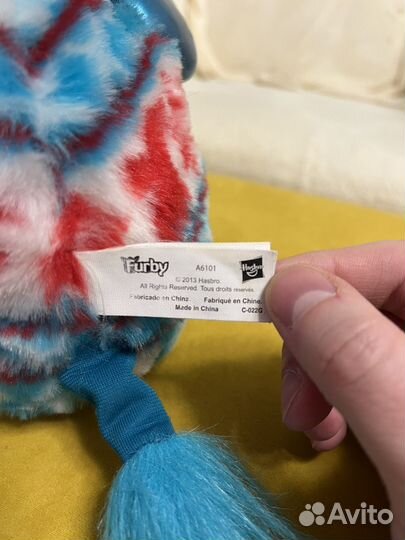 Furby A6101 Hasbro
© 2013 Hasbro.
All Rights Reserved. Tous droits réservés.
Fabricado en China Fabriqué en Chine.
Made in China C-022G
Avito